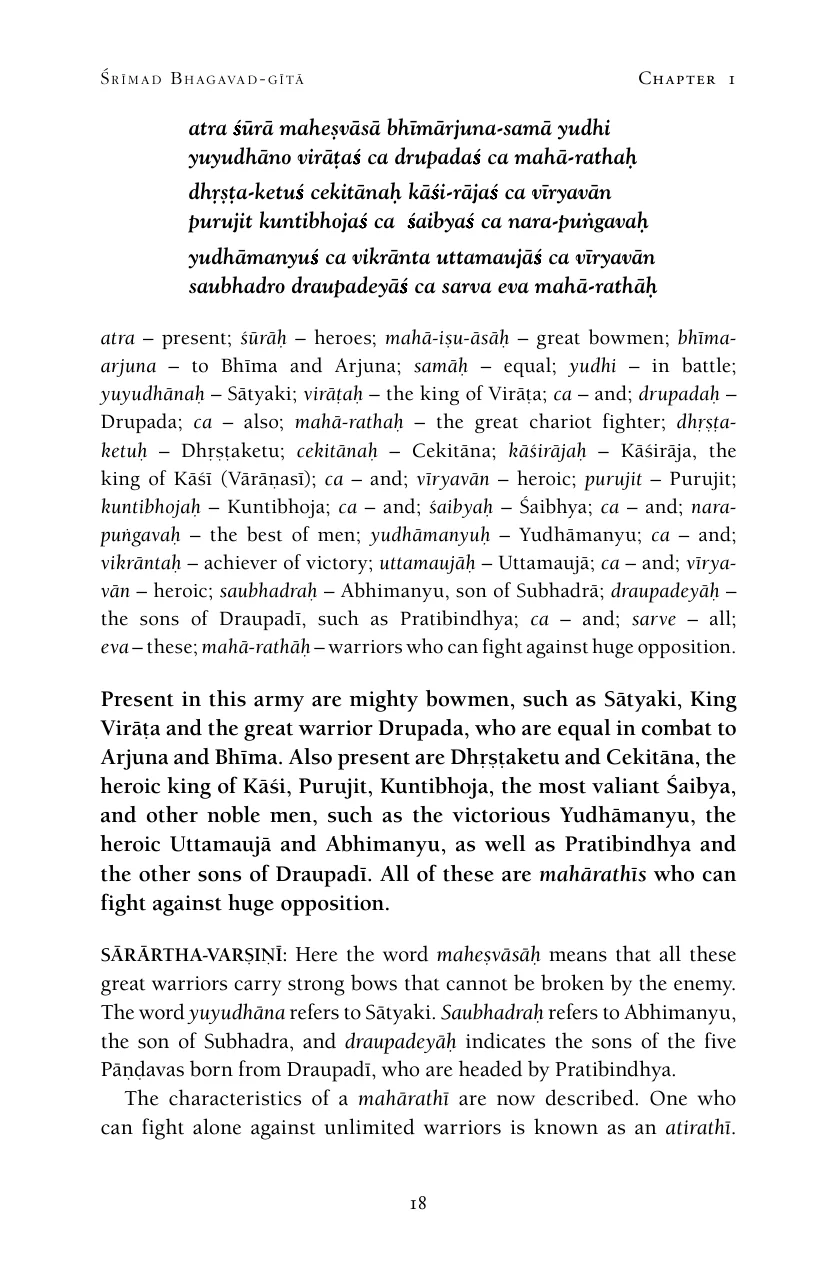 Śrīmad Bhagavad-gītā Chapter 1
atra śūrā maheṣvāsā bhīmārjuna-samā yudhi
yuyudhāno virāṭaś ca drupadaś ca mahā-rathaḥ
dhṛṣṭa-ketuś cekitānaḥ kāśi-rājaś ca vīryavān
purujit kuntibhojaś ca śaibyaś ca nara-puṅgavaḥ
yudhāmanyuś ca vikrānta uttamaujāś ca vīryavān
saubhadro draupadeyāś ca sarva eva mahā-rathāḥ
atra – present; śūrāḥ – heroes; mahā-iṣu-āsāḥ – great bowmen; bhīma-
arjuna – to Bhīma and Arjuna; samāḥ – equal; yudhi – in battle;
yuyudhānaḥ – Sātyaki; virāṭaḥ – the king of Virāṭa; ca – and; drupadaḥ –
Drupada; ca – also; mahā-rathaḥ – the great chariot fighter; dhṛṣṭa-
ketuḥ – Dhṛṣṭaketu; cekitānaḥ – Cekitāna; kāśirājaḥ – Kāśirāja, the
king of Kāśī (Vārāṇasī); ca – and; vīryavān – heroic; purujit – Purujit;
kuntibhojaḥ – Kuntibhoja; ca – and; śaibyaḥ – Śaibhya; ca – and; nara-
puṅgavaḥ – the best of men; yudhāmanyuḥ – Yudhāmanyu; ca – and;
vikrāntaḥ – achiever of victory; uttamaujāḥ – Uttamaujā; ca – and; vīrya-
vān – heroic; saubhadraḥ – Abhimanyu, son of Subhadrā; draupadeyāḥ –
the sons of Draupadī, such as Pratibindhya; ca – and; sarve – all;
eva – these; mahā-rathāḥ – warriors who can fight against huge opposition.
Present in this army are mighty bowmen, such as Sātyaki, King
Virāṭa and the great warrior Drupada, who are equal in combat to
Arjuna and Bhīma. Also present are Dhṛṣṭaketu and Cekitāna, the
heroic king of Kāśi, Purujit, Kuntibhoja, the most valiant Śaibya,
and other noble men, such as the victorious Yudhāmanyu, the
heroic Uttamaujā and Abhimanyu, as well as Pratibindhya and
the other sons of Draupadī. All of these are mahārathīs who can
fight against huge opposition.
SĀRĀRTHA-VARṢIṆĪ: Here the word maheṣvāsāḥ means that all these
great warriors carry strong bows that cannot be broken by the enemy.
The word yuyudhāna refers to Sātyaki. Saubhadraḥ refers to Abhimanyu,
the son of Subhadra, and draupadeyāḥ indicates the sons of the five
Pāṇḍavas born from Draupadī, who are headed by Pratibindhya.
The characteristics of a mahārathī are now described. One who
can fight alone against unlimited warriors is known as an atirathī.
18